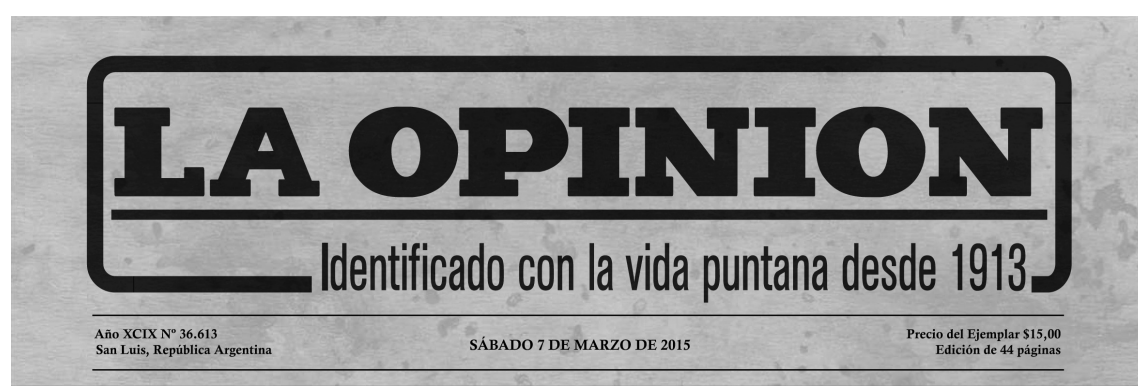 LA OPINION
Identificado con la vida puntana desde 1913
Año XCIX Nº 36.613
San Luis, República Argentina
SÁBADO 7 DE MARZO DE 2015
Precio del Ejemplar $15,00
Edición de 44 páginas